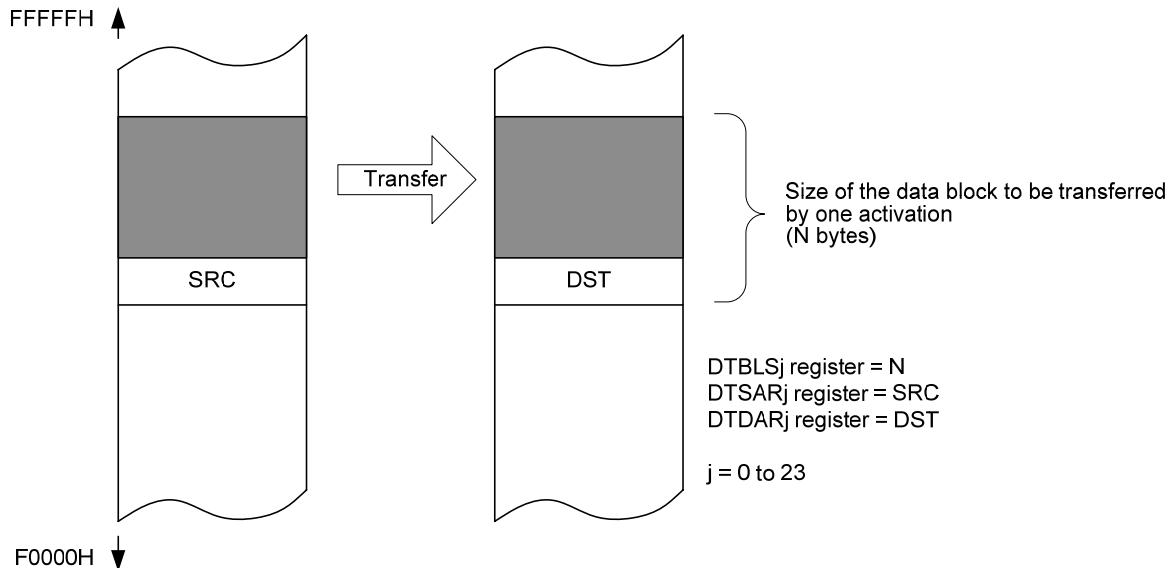 FFFFFH
Transfer
Size of the data block to be transferred
by one activation
(N bytes)
SRC
DST
DTBLSj register = N
DTSARj register = SRC
DTDARj register = DST
j = 0 to 23
F0000H